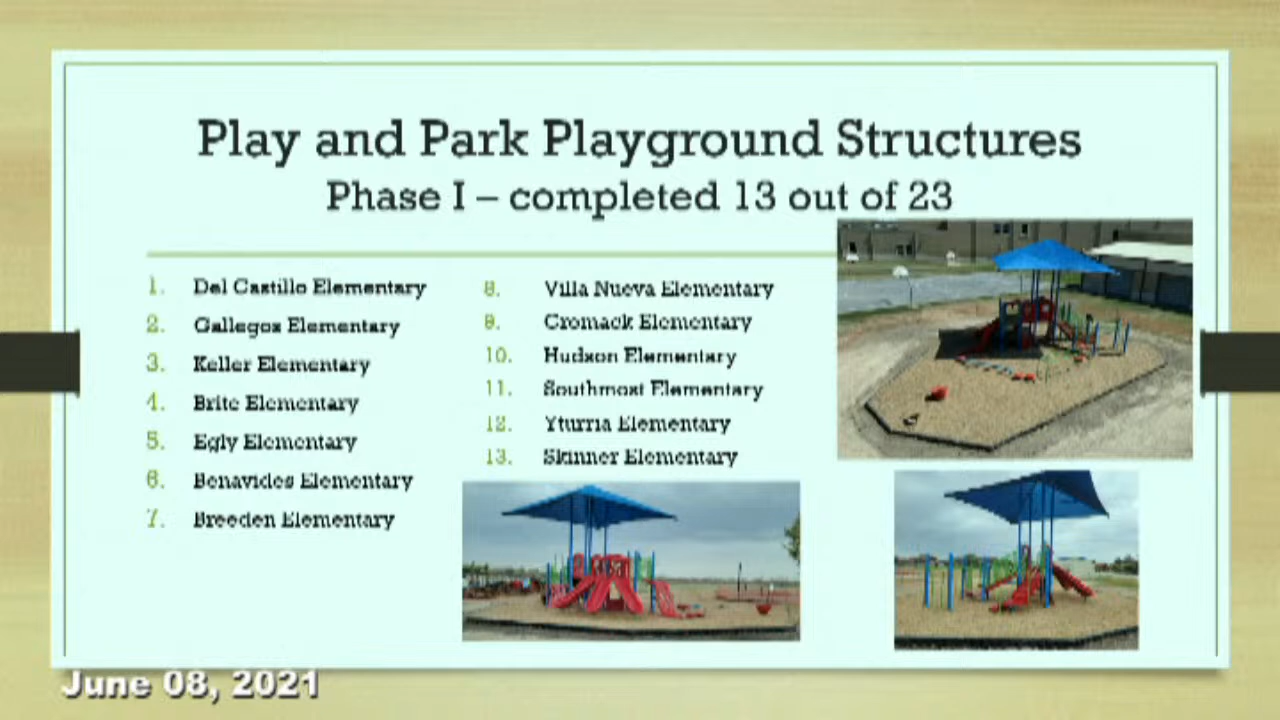 Play and Park Playground Structures
Phase I – completed 13 out of 23
1. Del Castillo Elementary
2. Gallegos Elementary
3. Keller Elementary
4. Brite Elementary
5. Egly Elementary
6. Benavides Elementary
7. Breeden Elementary
8. Villa Nueva Elementary
9. Cromack Elementary
10. Hudson Elementary
11. Southmost Elementary
12. Yturria Elementary
13. Skinner Elementary
June 08, 2021